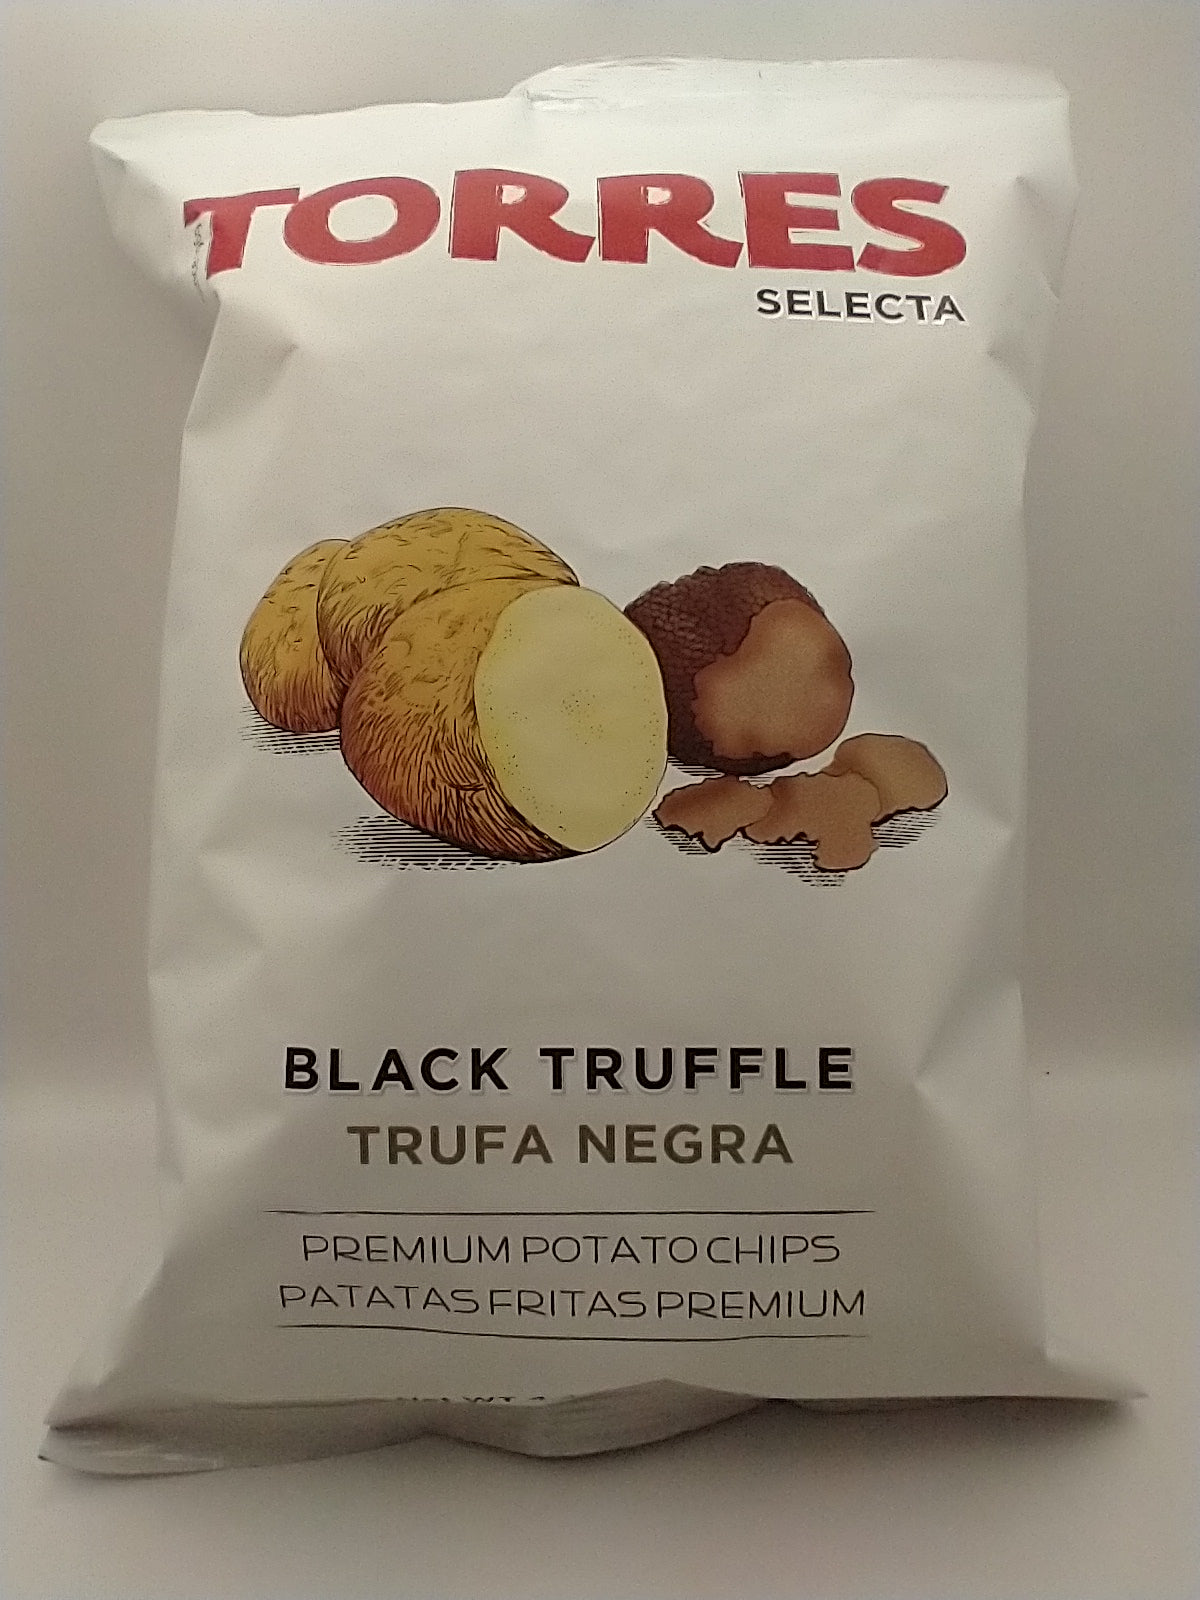 TORRES
SELECTA
BLACK TRUFFLE
TRUFA NEGRA
PREMIUM POTATO CHIPS
PATATAS FRITAS PREMIUM